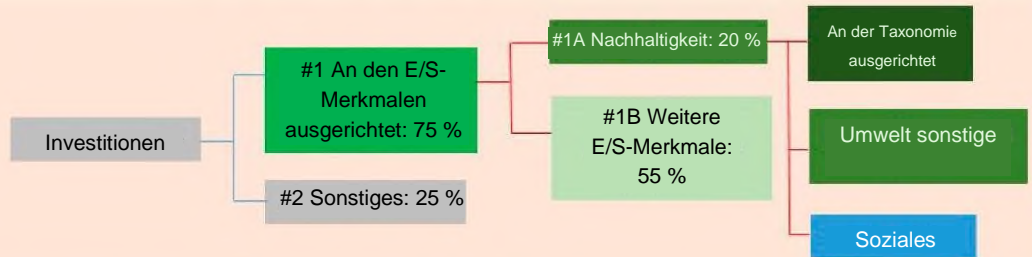 Investitionen
#1 An den E/S-
Merkmalen
ausgerichtet: 75 %
#2 Sonstiges: 25 %
#1A Nachhaltigkeit: 20 %
#1B Weitere
E/S-Merkmale:
55 %
An der Taxonomie
ausgerichtet
Umwelt sonstige
Soziales